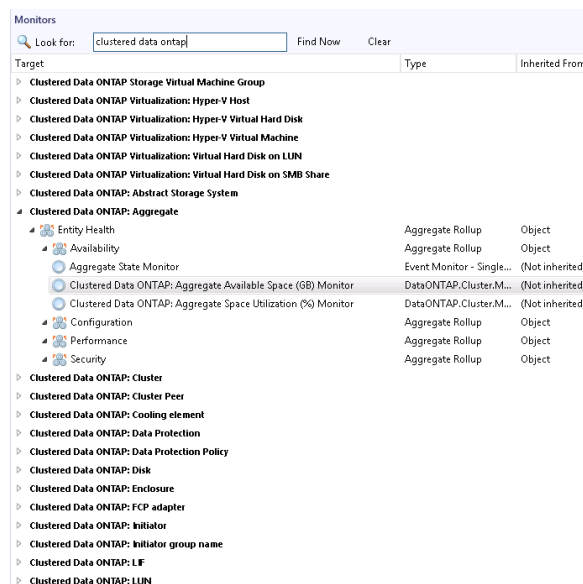 Monitors
Look for: clustered data ontap Find Now Clear
Target Type Inherited From
Clustered Data ONTAP Storage Virtual Machine Group
Clustered Data ONTAP Virtualization: Hyper-V Host
Clustered Data ONTAP Virtualization: Hyper-V Virtual Hard Disk
Clustered Data ONTAP Virtualization: Hyper-V Virtual Machine
Clustered Data ONTAP Virtualization: Virtual Hard Disk on LUN
Clustered Data ONTAP Virtualization: Virtual Hard Disk on SMB Share
Clustered Data ONTAP: Abstract Storage System
Clustered Data ONTAP: Aggregate
Entity Health Aggregate Rollup Object
Availability Aggregate Rollup Object
Aggregate State Monitor Event Monitor - Single... (Not inherited
Clustered Data ONTAP: Aggregate Available Space (GB) Monitor DataONTAP.Cluster.M... (Not inherited
Clustered Data ONTAP: Aggregate Space Utilization (%) Monitor DataONTAP.Cluster.M... (Not inherited
Configuration Aggregate Rollup Object
Performance Aggregate Rollup Object
Security Aggregate Rollup Object
Clustered Data ONTAP: Cluster
Clustered Data ONTAP: Cluster Peer
Clustered Data ONTAP: Cooling element
Clustered Data ONTAP: Data Protection
Clustered Data ONTAP: Data Protection Policy
Clustered Data ONTAP: Disk
Clustered Data ONTAP: Enclosure
Clustered Data ONTAP: FCP adapter
Clustered Data ONTAP: Initiator
Clustered Data ONTAP: Initiator group name
Clustered Data ONTAP: LIF
Clustered Data ONTAP: LUN